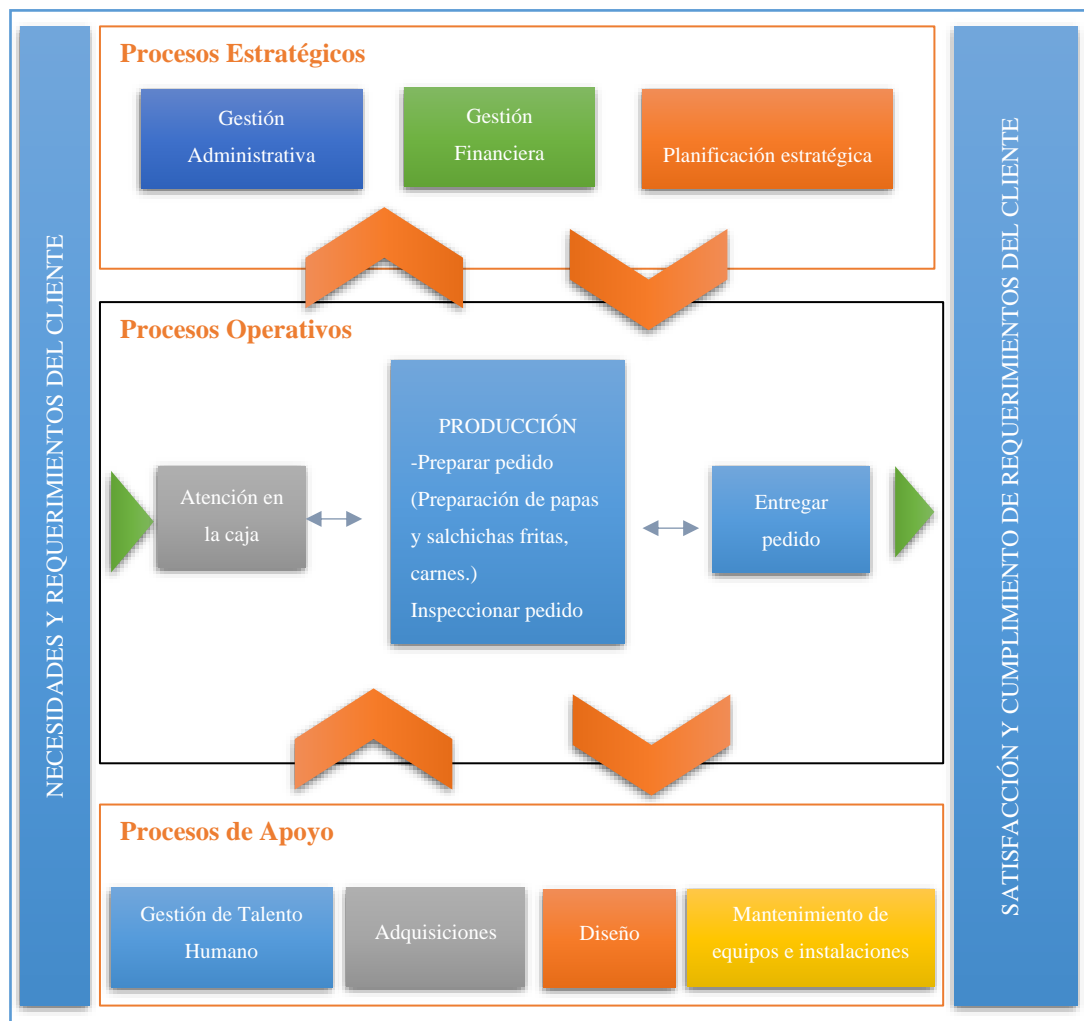 NECESIDADES Y REQUERIMIENTOS DEL CLIENTE
Procesos Estratégicos
Gestión
Administrativa
Gestión
Financiera
Planificación estratégica
Procesos Operativos
Atención en
la caja
PRODUCCIÓN
-Preparar pedido
(Preparación de papas
y salchichas fritas,
carnes.)
Inspeccionar pedido
Entregar
pedido
Procesos de Apoyo
Gestión de Talento
Humano
Adquisiciones
Diseño
Mantenimiento de
equipos e instalaciones
SATISFACCIÓN Y CUMPLIMIENTO DE REQUERIMIENTOS DEL CLIENTE